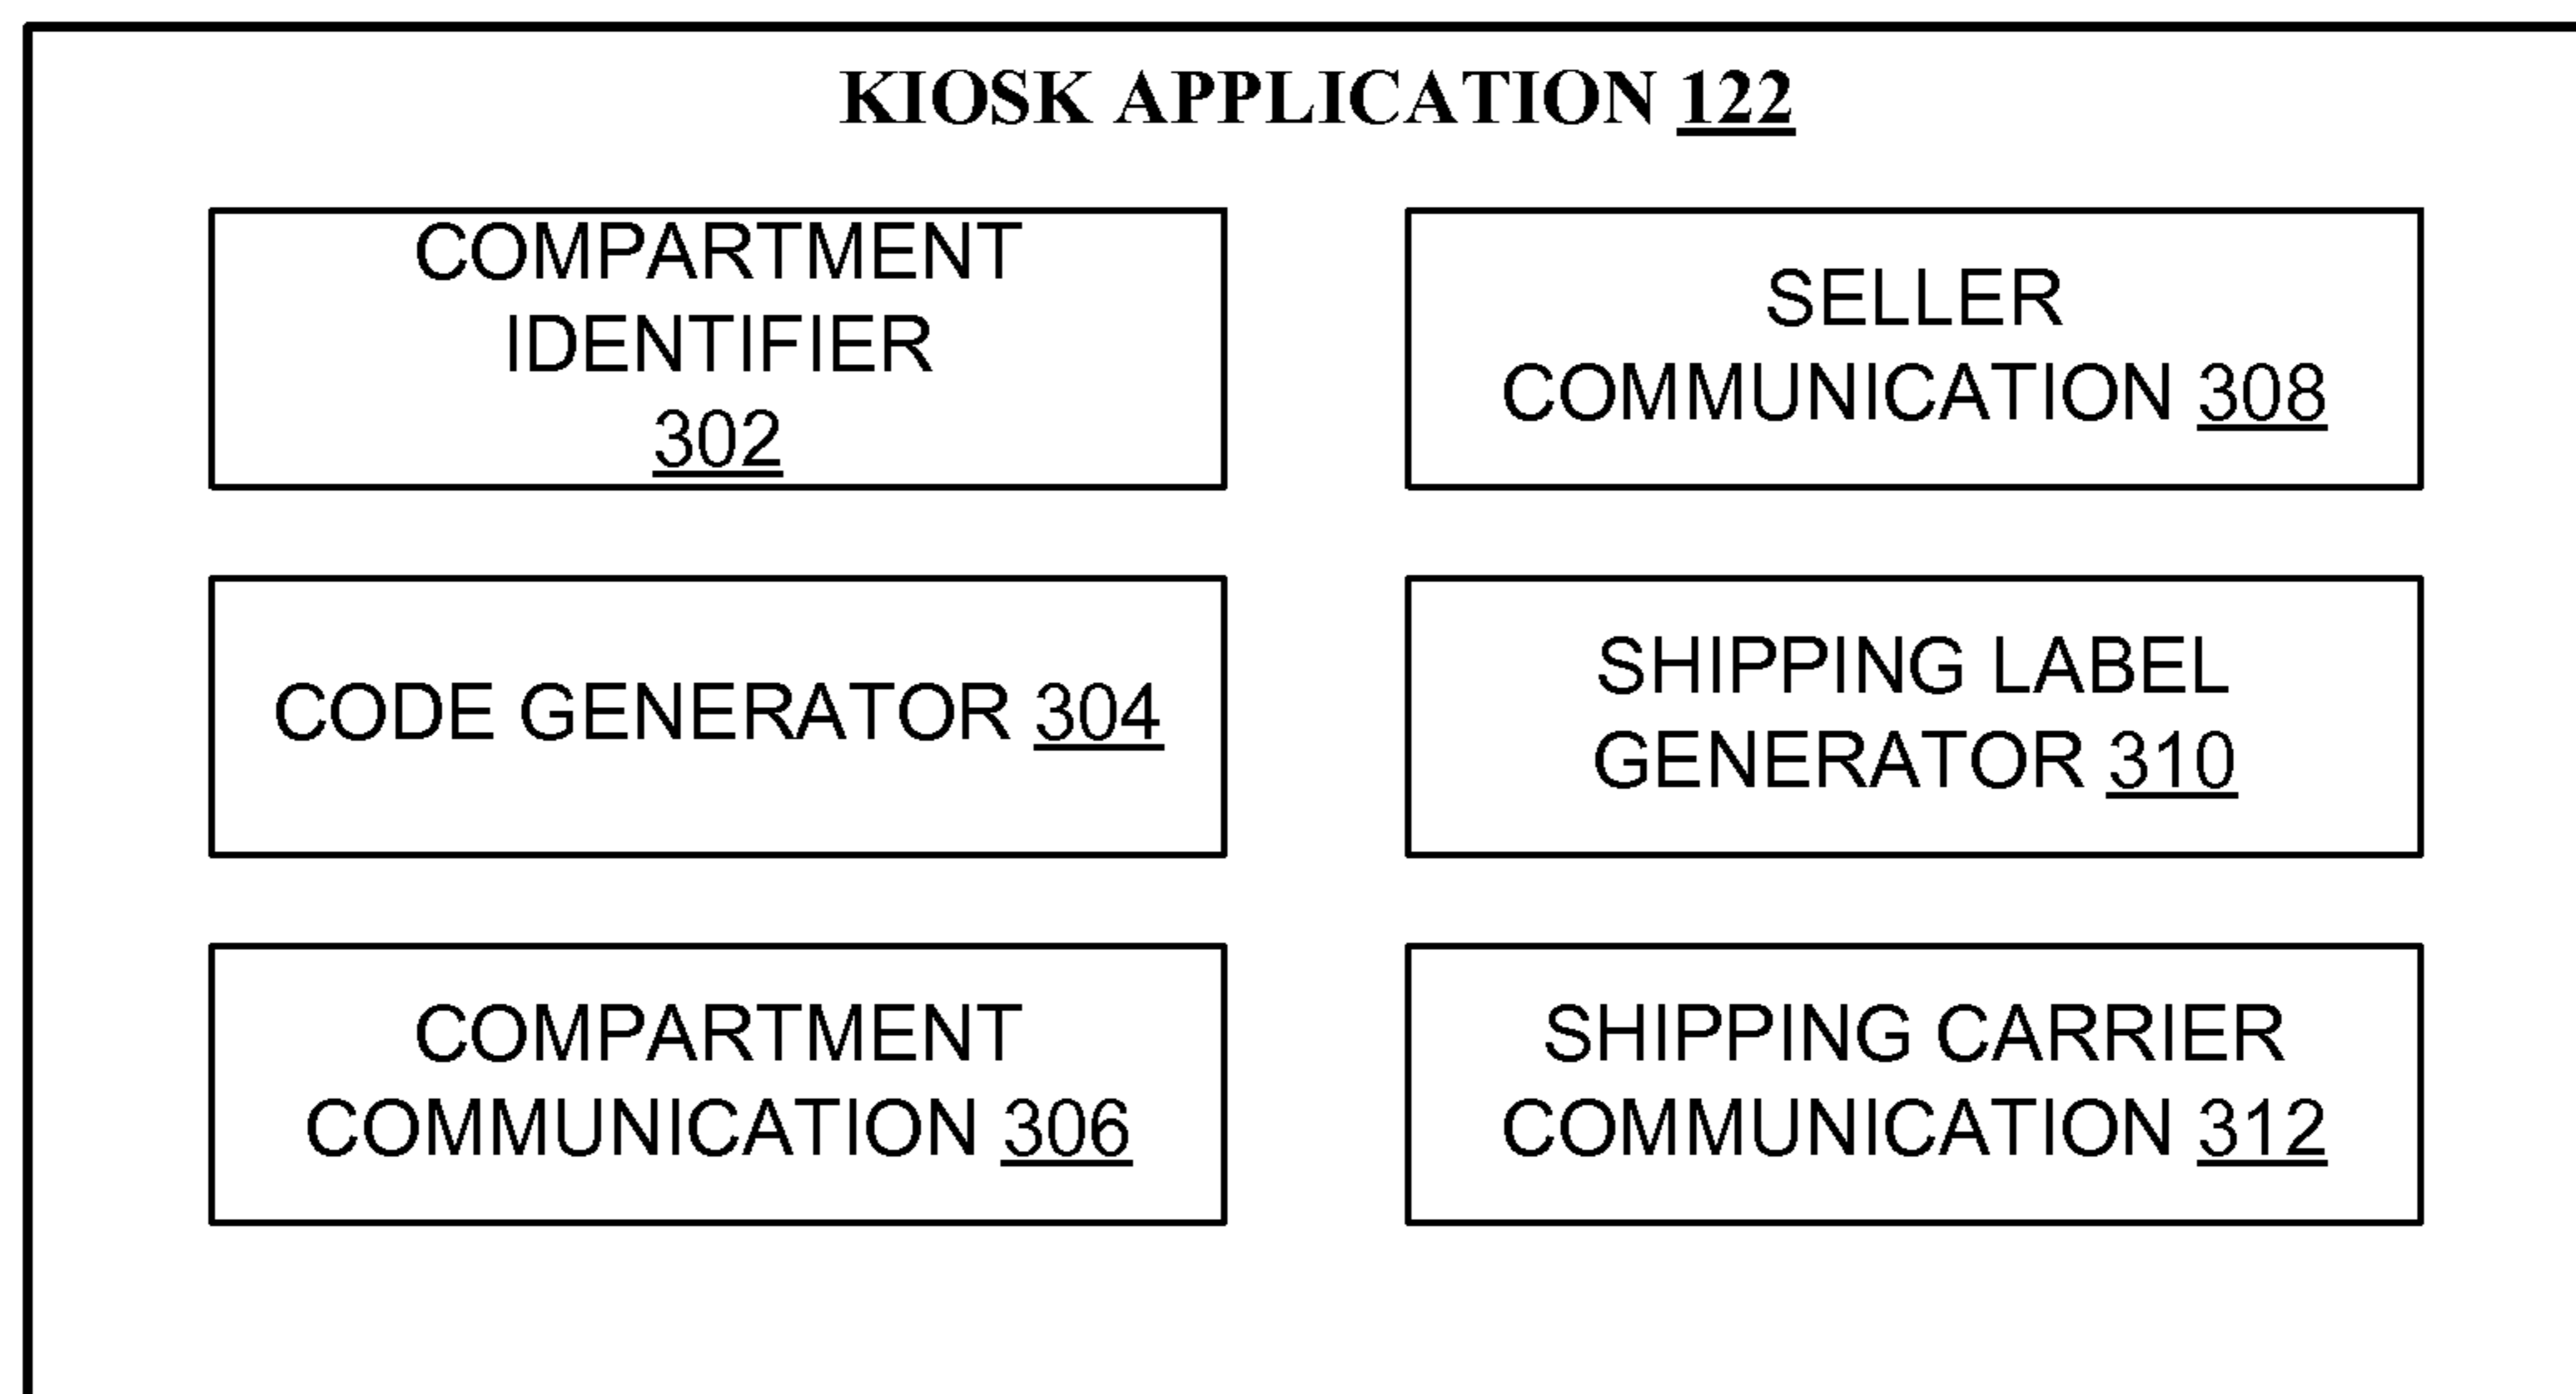 KIOSK APPLICATION 122
COMPARTMENT
IDENTIFIER
302
CODE GENERATOR 304
COMPARTMENT
COMMUNICATION 306
SELLER
COMMUNICATION 308
SHIPPING LABEL
GENERATOR 310
SHIPPING CARRIER
COMMUNICATION 312